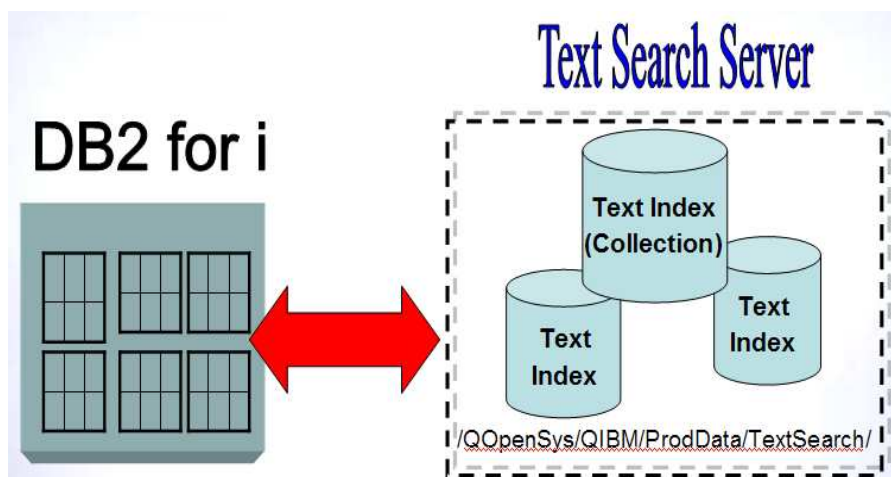 Text Search Server
DB2 for i
Text Index
(Collection)
Text
Index
Text
Index
/QOpenSys/QIBM/ProdData/TextSearch/